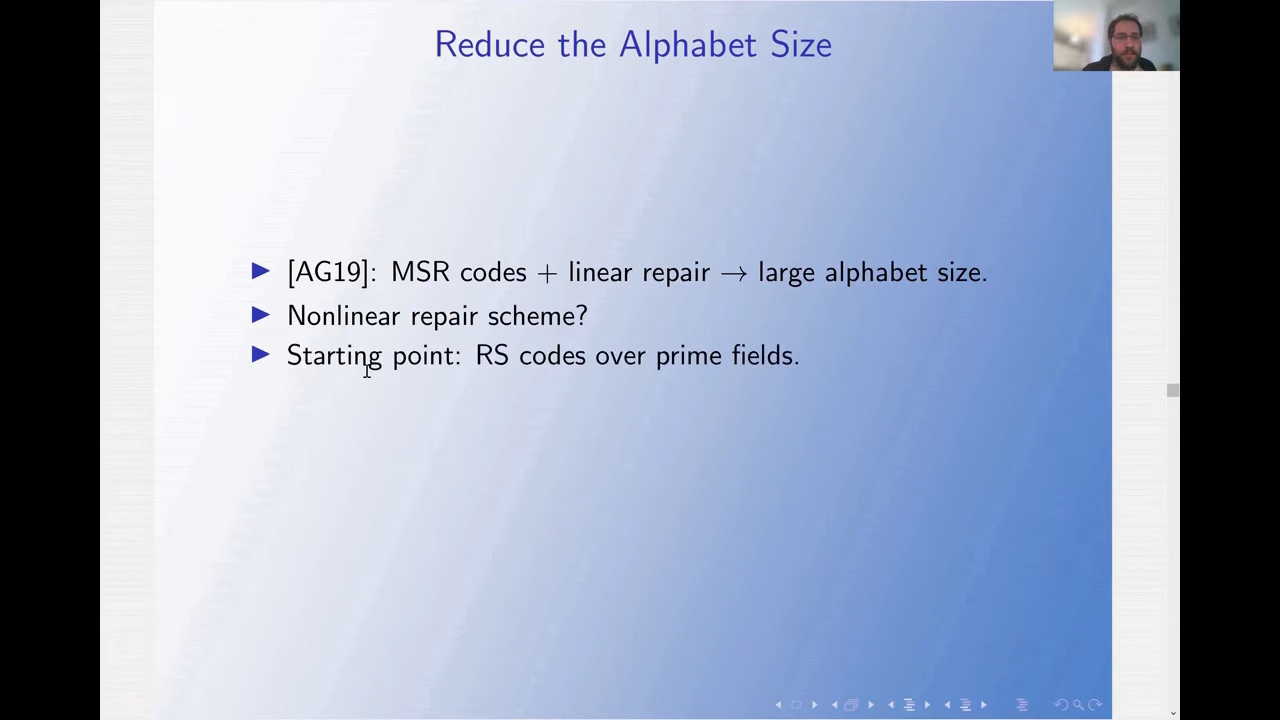 Reduce the Alphabet Size
▶ [AG19]: MSR codes + linear repair → large alphabet size.
▶ Nonlinear repair scheme?
▶ Starting point: RS codes over prime fields.